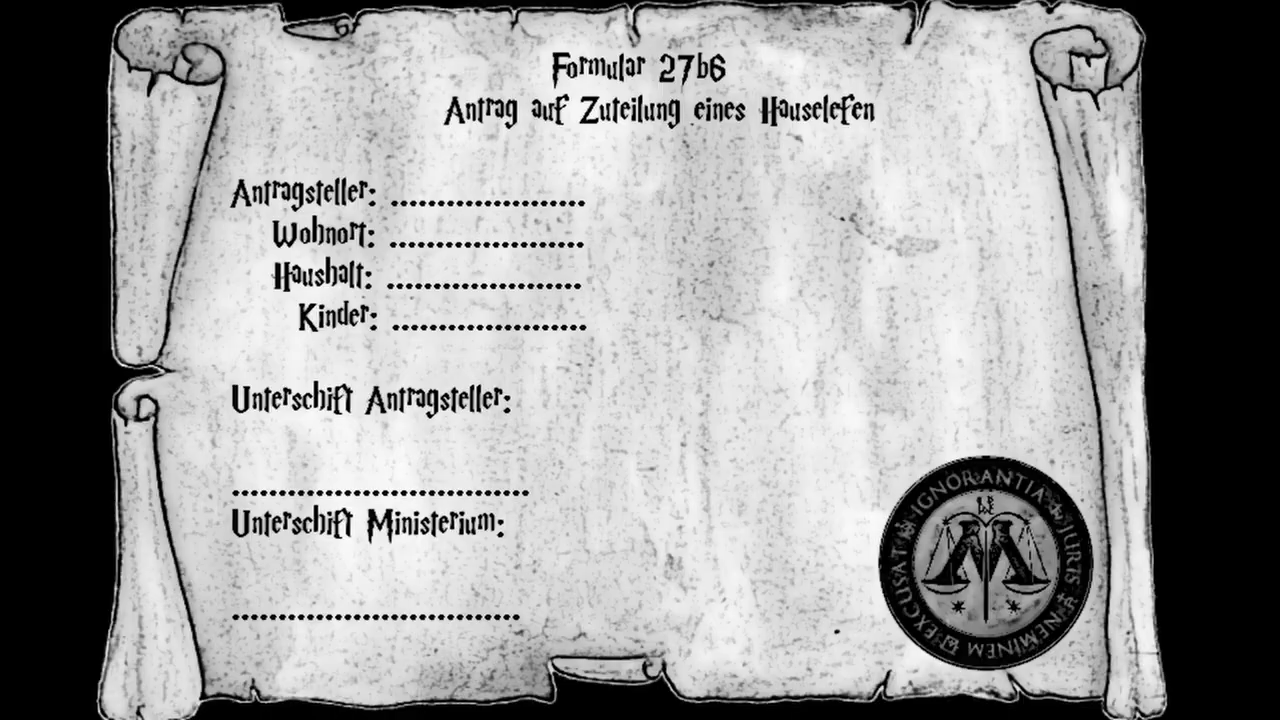 Formular 27b6
Antrag auf Zuteilung eines Hauselefen
Antragsteller: ......................
Wohnort: ......................
Haushalt: ......................
Kinder: ......................
Unterschift Antragsteller:
..................................
Unterschift Ministerium:
.................................
IGNORANTIA JURIS NEMINEM EXCUSAT
M M